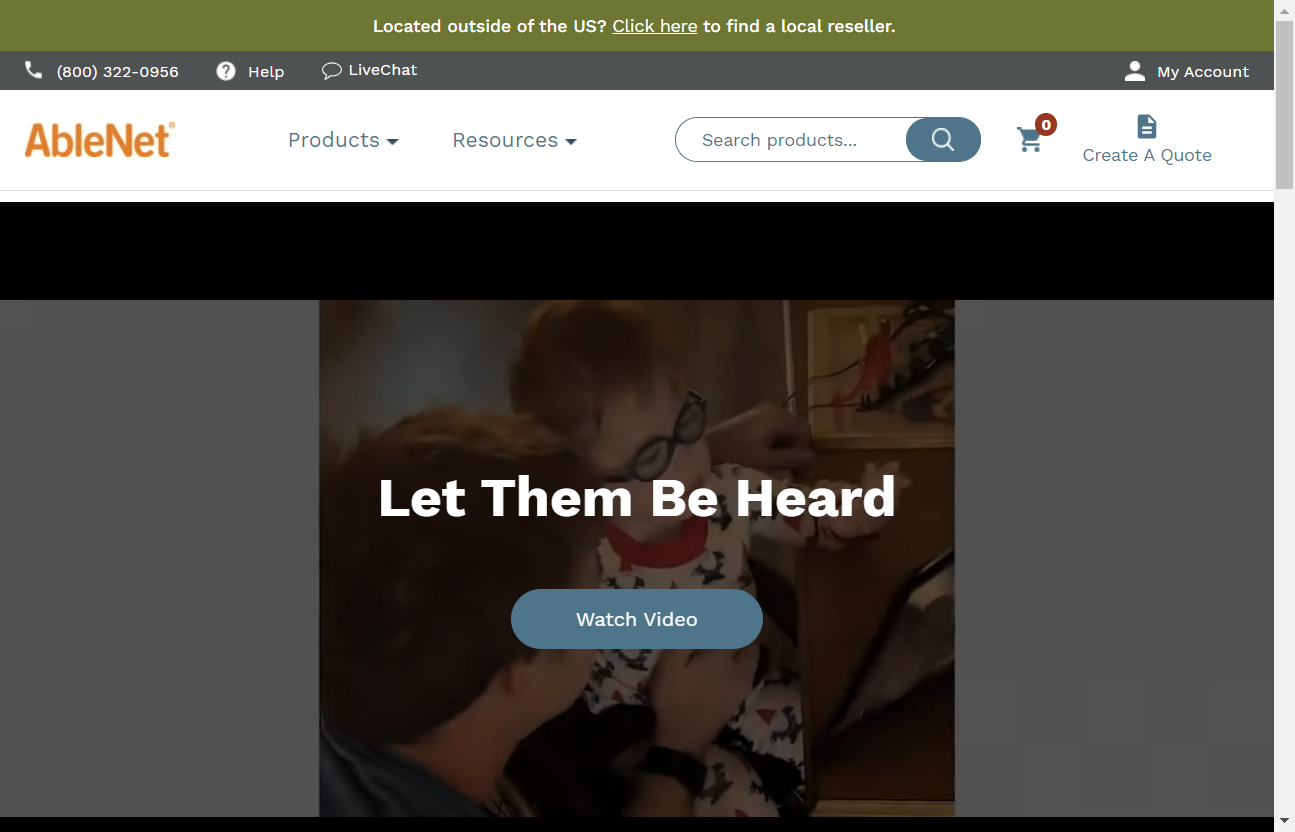 Located outside of the US? Click here to find a local reseller.
(800) 322-0956 Help LiveChat My Account
AbleNet® Products Resources Search products... 0 Create A Quote
Let Them Be Heard
Watch Video